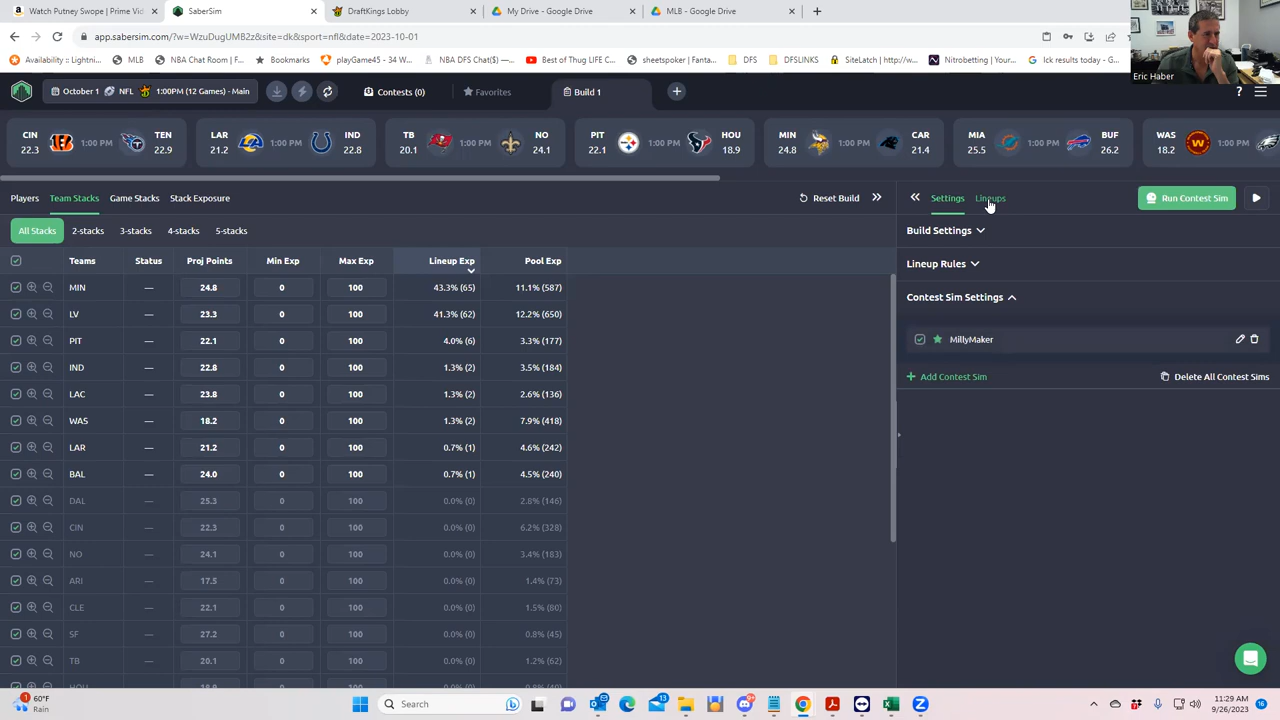 Watch Putney Swope | Prime Vid × SaberSim × DraftKings Lobby × My Drive - Google Drive × MLB - Google Drive × +
app.sabersim.com/?w=WzuDugUMB2z&site=dk&sport=nfl&date=2023-10-01
Availability :: Lightni... MLB NBA Chat Room | F... Bookmarks playGame45 - 34 W... NBA DFS Chat($) --... Best of Thug LIFE C... sheetspoker | Fanta... DFS DFSLINKS SiteLatch | http://w... Nitrobetting | Your... Ick results today - G...
Eric Haber
October 1 NFL 1:00PM (12 Games) - Main Contests (0) Favorites Build 1 + ?
CIN 22.3 1:00 PM TEN 22.9
LAR 21.2 1:00 PM IND 22.8
TB 20.1 1:00 PM NO 24.1
PIT 22.1 1:00 PM HOU 18.9
MIN 24.8 1:00 PM CAR 21.4
MIA 25.5 1:00 PM BUF 26.2
WAS 18.2 1:00 PM
Players Team Stacks Game Stacks Stack Exposure Reset Build
All Stacks 2-stacks 3-stacks 4-stacks 5-stacks
Teams Status Proj Points Min Exp Max Exp Lineup Exp Pool Exp
MIN — 24.8 0 100 43.3% (65) 11.1% (587)
LV — 23.3 0 100 41.3% (62) 12.2% (650)
PIT — 22.1 0 100 4.0% (6) 3.3% (177)
IND — 22.8 0 100 1.3% (2) 3.5% (184)
LAC — 23.8 0 100 1.3% (2) 2.6% (136)
WAS — 18.2 0 100 1.3% (2) 7.9% (418)
LAR — 21.2 0 100 0.7% (1) 4.6% (242)
BAL — 24.0 0 100 0.7% (1) 4.5% (240)
DAL — 25.3 0 100 0.0% (0) 2.8% (146)
CIN — 22.3 0 100 0.0% (0) 6.2% (328)
NO — 24.1 0 100 0.0% (0) 3.4% (183)
ARI — 17.5 0 100 0.0% (0) 1.4% (73)
CLE — 22.1 0 100 0.0% (0) 1.5% (80)
SF — 27.2 0 100 0.0% (0) 0.8% (45)
TB — 20.1 0 100 0.0% (0) 1.2% (62)
Settings Lineups Run Contest Sim
Build Settings
Lineup Rules
Contest Sim Settings
MillyMaker
+ Add Contest Sim Delete All Contest Sims
1 60°F
Rain
Search
13
11:29 AM
9/26/2023
16